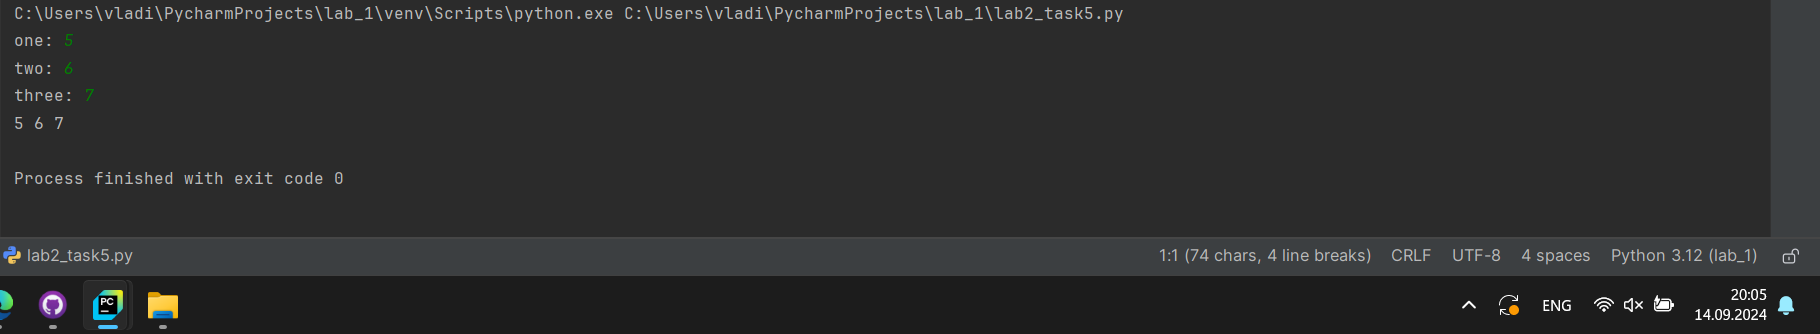 C:\Users\vladi\PycharmProjects\lab_1\venv\Scripts\python.exe C:\Users\vladi\PycharmProjects\lab_1\lab2_task5.py
one: 5
two: 6
three: 7
5 6 7
Process finished with exit code 0
lab2_task5.py 1:1 (74 chars, 4 line breaks) CRLF UTF-8 4 spaces Python 3.12 (lab_1)
PC ENG 20:05
14.09.2024